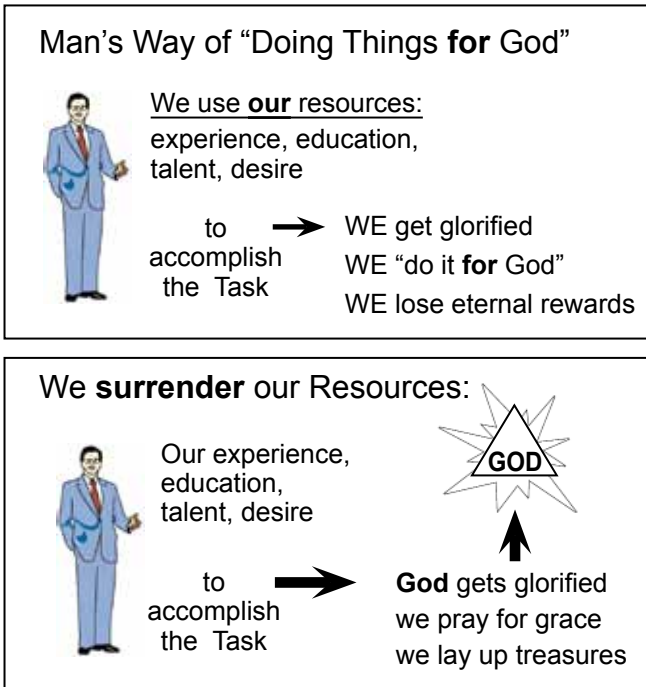 Man’s Way of “Doing Things for God”
We use our resources:
experience, education,
talent, desire
to
accomplish
the Task
WE get glorified
WE “do it for God”
WE lose eternal rewards
We surrender our Resources:
Our experience,
education,
talent, desire
to
accomplish
the Task
GOD
God gets glorified
we pray for grace
we lay up treasures